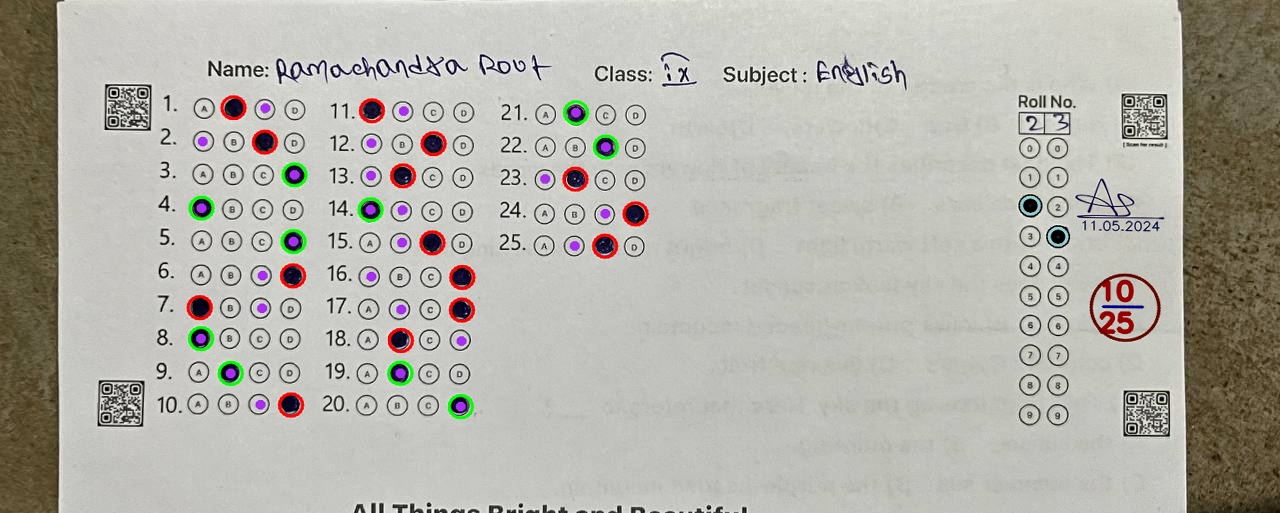 Name: Ramachandra Rout Class: ix Subject: English
1. A D 11. C D 21. A C D
2. B D 12. B D 22. A B D
3. A B C 13. C D 23. C D
4. B C D 14. C D 24. A B
5. A B C 15. A D 25. A D
6. A B 16. B C
7. B D 17. A C
8. B C D 18. A C
9. A C D 19. A C D
10. A B 20. A B C
Roll No.
2 3
0 0
1 1
2
3
4 4
5 5
6 6
7 7
8 8
9 9
[ Scan for result ]
11.05.2024
10
25
All Things Bright and Beautiful